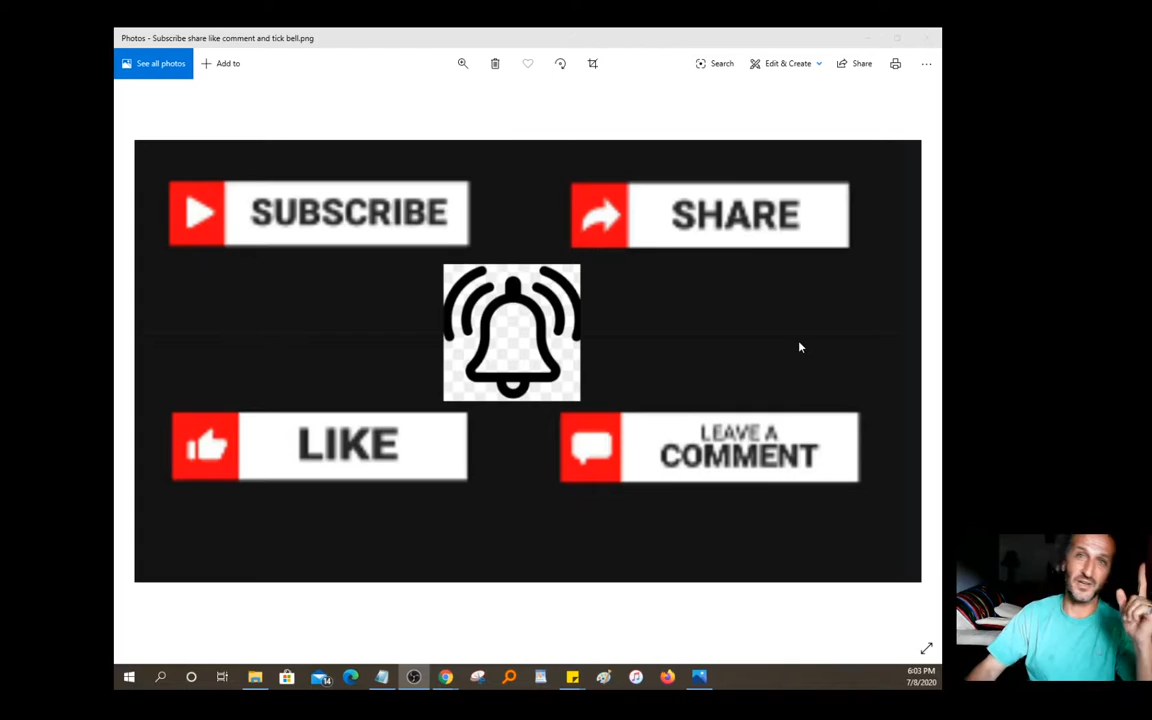 Photos - Subscribe share like comment and tick bell.png
See all photos
Add to
Search
Edit & Create
Share
SUBSCRIBE
SHARE
LIKE
LEAVE A
COMMENT
14
6:03 PM
7/8/2020